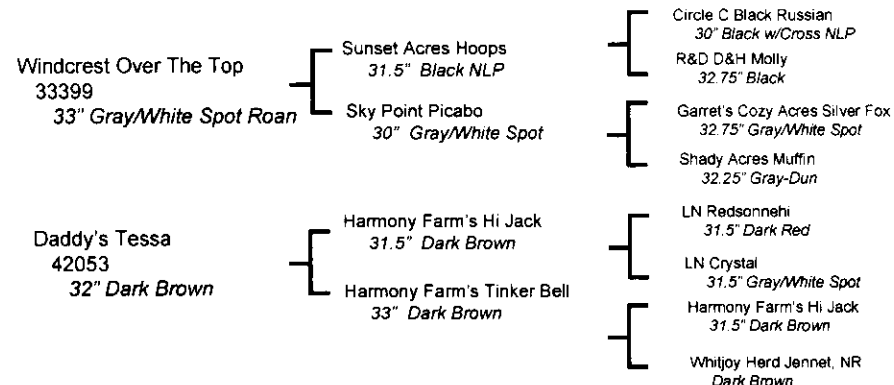 Windcrest Over The Top
33399
33" Gray/White Spot Roan
Sunset Acres Hoops
31.5" Black NLP
Sky Point Picabo
30" Gray/White Spot
Circle C Black Russian
30" Black w/Cross NLP
R&D D&H Molly
32.75" Black
Garret's Cozy Acres Silver Fox
32.75" Gray/White Spot
Shady Acres Muffin
32.25" Gray-Dun
Daddy's Tessa
42053
32" Dark Brown
Harmony Farm's Hi Jack
31.5" Dark Brown
Harmony Farm's Tinker Bell
33" Dark Brown
LN Redsonnehi
31.5" Dark Red
LN Crystal
31.5" Gray/White Spot
Harmony Farm's Hi Jack
31.5" Dark Brown
Whitjoy Herd Jennet, NR
Dark Brown